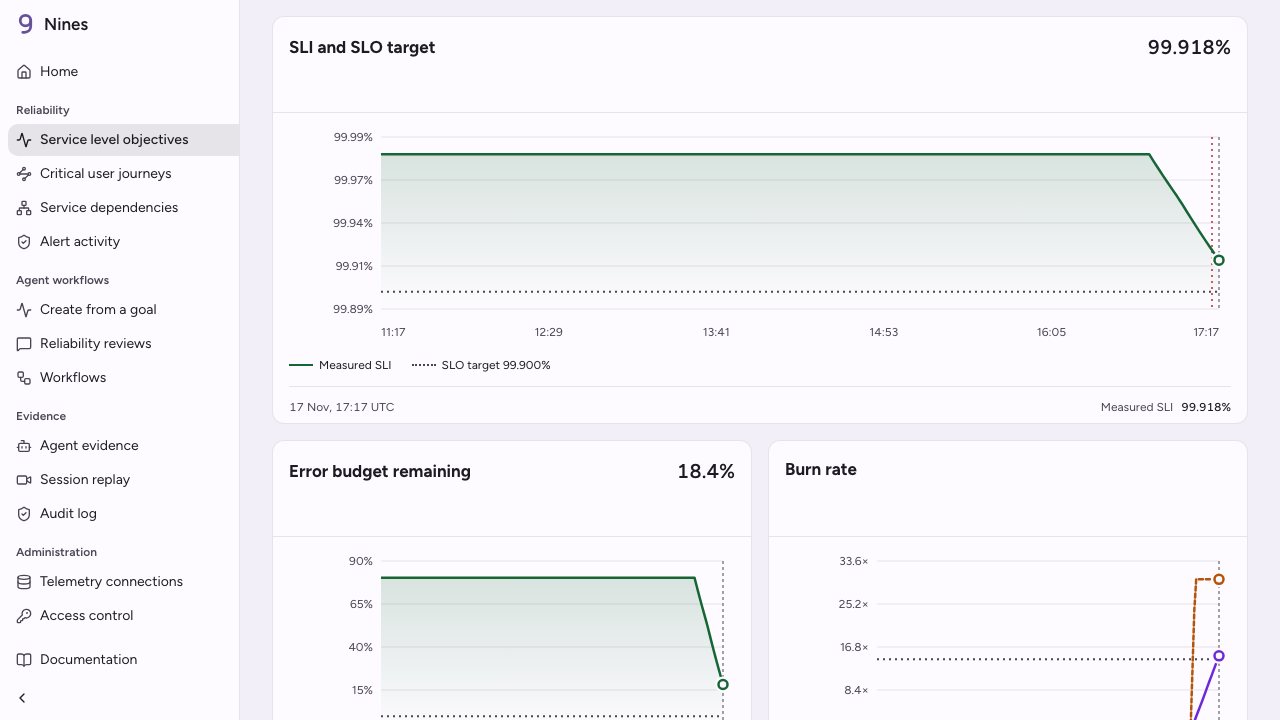 9 Nines
Home
Reliability
Service level objectives
Critical user journeys
Service dependencies
Alert activity
Agent workflows
Create from a goal
Reliability reviews
Workflows
Evidence
Agent evidence
Session replay
Audit log
Administration
Telemetry connections
Access control
Documentation
SLI and SLO target 99.918%
99.99%
99.97%
99.94%
99.91%
99.89%
11:17 12:29 13:41 14:53 16:05 17:17
Measured SLI SLO target 99.900%
17 Nov, 17:17 UTC Measured SLI 99.918%
Error budget remaining 18.4%
90%
65%
40%
15%
Burn rate
33.6×
25.2×
16.8×
8.4×